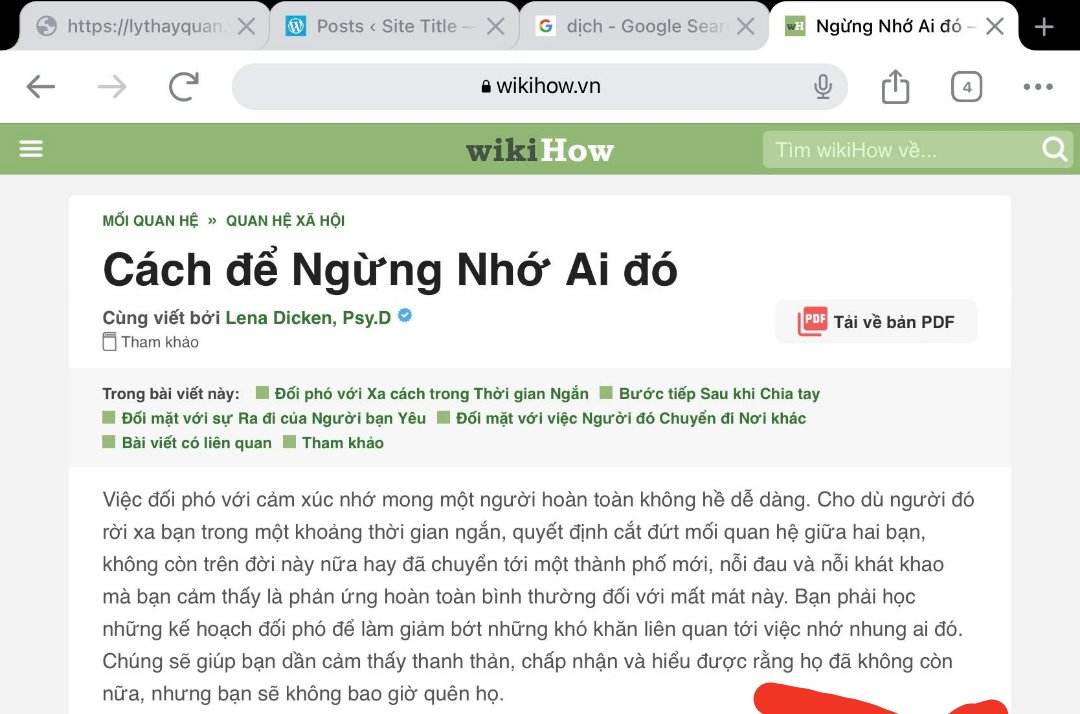 https://lythayquan.
Posts ‹ Site Title —
dịch - Google Sear
Ngừng Nhớ Ai đó -
wikihow.vn
4
wikiHow
Tìm wikiHow về...
MỐI QUAN HỆ » QUAN HỆ XÃ HỘI
Cách để Ngừng Nhớ Ai đó
Cùng viết bởi Lena Dicken, Psy.D
Tham khảo
PDF Tải về bản PDF
Trong bài viết này: Đối phó với Xa cách trong Thời gian Ngắn Bước tiếp Sau khi Chia tay
Đối mặt với sự Ra đi của Người bạn Yêu Đối mặt với việc Người đó Chuyển đi Nơi khác
Bài viết có liên quan Tham khảo
Việc đối phó với cảm xúc nhớ mong một người hoàn toàn không hề dễ dàng. Cho dù người đó
rời xa bạn trong một khoảng thời gian ngắn, quyết định cắt đứt mối quan hệ giữa hai bạn,
không còn trên đời này nữa hay đã chuyển tới một thành phố mới, nỗi đau và nỗi khát khao
mà bạn cảm thấy là phản ứng hoàn toàn bình thường đối với mất mát này. Bạn phải học
những kế hoạch đối phó để làm giảm bớt những khó khăn liên quan tới việc nhớ nhung ai đó.
Chúng sẽ giúp bạn dần cảm thấy thanh thản, chấp nhận và hiểu được rằng họ đã không còn
nữa, nhưng bạn sẽ không bao giờ quên họ.